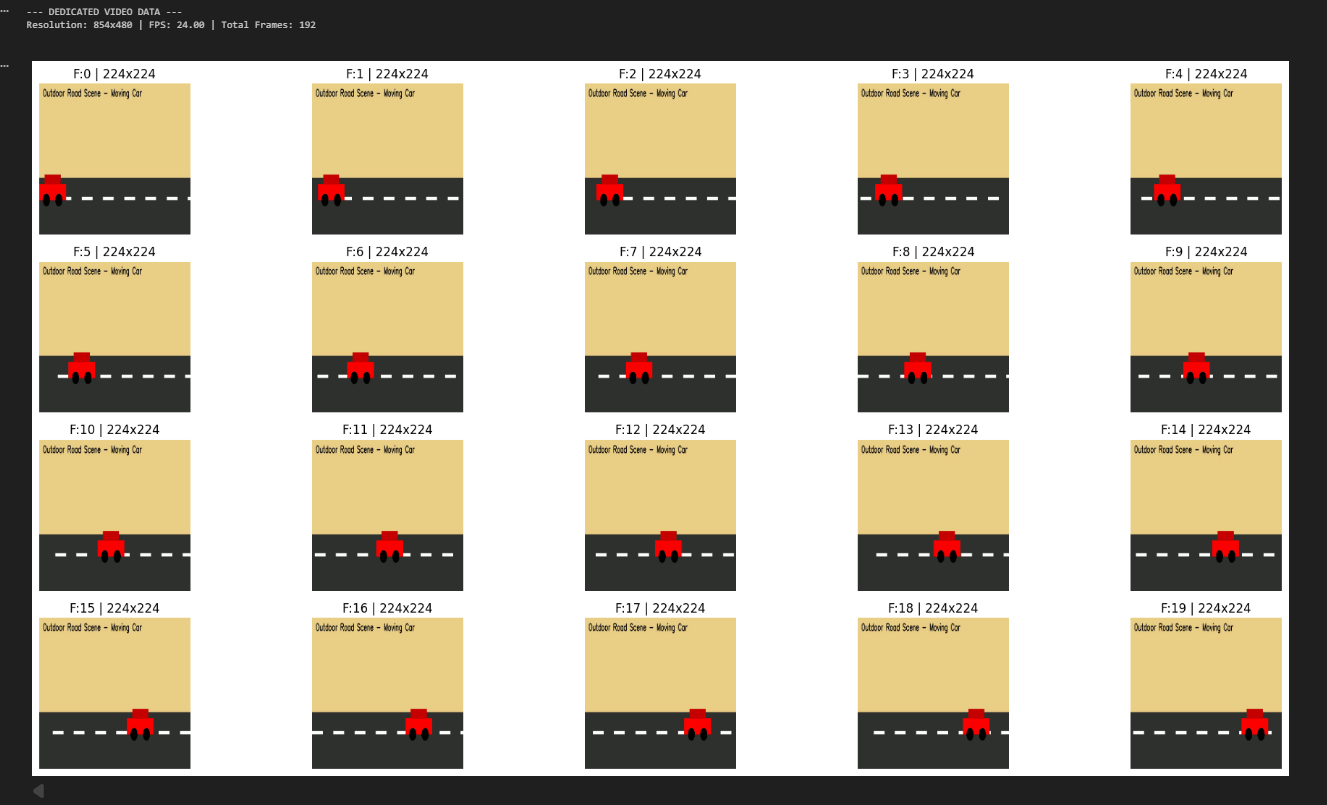 --- DEDICATED VIDEO DATA ---
Resolution: 854x480 | FPS: 24.00 | Total Frames: 192
F:0 | 224x224 F:1 | 224x224 F:2 | 224x224 F:3 | 224x224 F:4 | 224x224
Outdoor Road Scene - Moving Car Outdoor Road Scene - Moving Car Outdoor Road Scene - Moving Car Outdoor Road Scene - Moving Car Outdoor Road Scene - Moving Car
F:5 | 224x224 F:6 | 224x224 F:7 | 224x224 F:8 | 224x224 F:9 | 224x224
Outdoor Road Scene - Moving Car Outdoor Road Scene - Moving Car Outdoor Road Scene - Moving Car Outdoor Road Scene - Moving Car Outdoor Road Scene - Moving Car
F:10 | 224x224 F:11 | 224x224 F:12 | 224x224 F:13 | 224x224 F:14 | 224x224
Outdoor Road Scene - Moving Car Outdoor Road Scene - Moving Car Outdoor Road Scene - Moving Car Outdoor Road Scene - Moving Car Outdoor Road Scene - Moving Car
F:15 | 224x224 F:16 | 224x224 F:17 | 224x224 F:18 | 224x224 F:19 | 224x224
Outdoor Road Scene - Moving Car Outdoor Road Scene - Moving Car Outdoor Road Scene - Moving Car Outdoor Road Scene - Moving Car Outdoor Road Scene - Moving Car